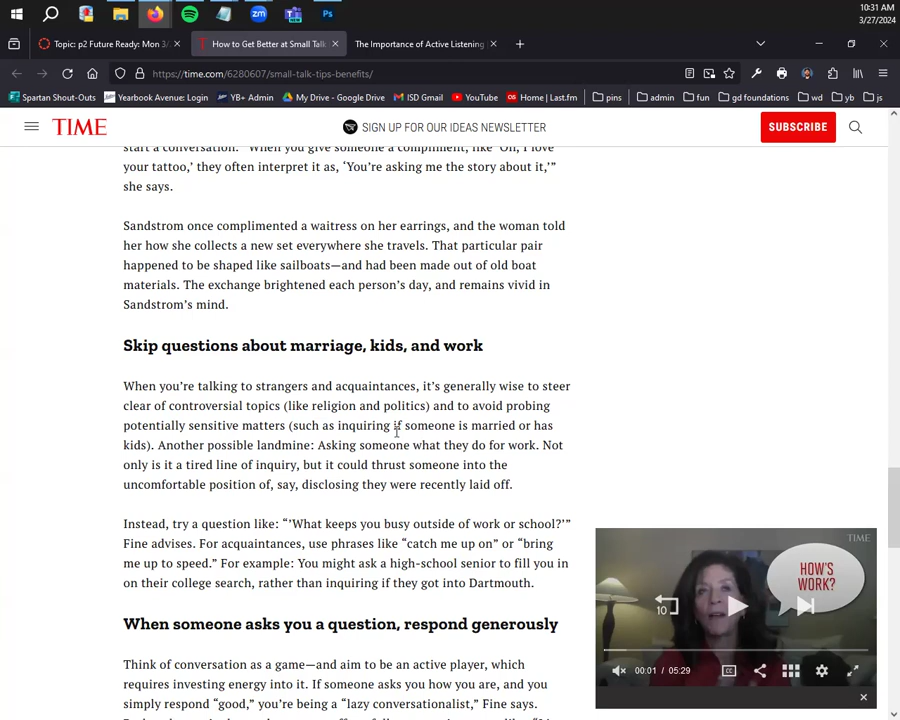 10:31 AM
3/27/2024
Topic: p2 Future Ready: Mon 3/
How to Get Better at Small Talk
The Importance of Active Listening
https://time.com/6280607/small-talk-tips-benefits/
Spartan Shout-Outs
Yearbook Avenue: Login
YB+ Admin
My Drive - Google Drive
ISD Gmail
YouTube
Home | Last.fm
pins
admin
fun
gd foundations
wd
yb
js
TIME
SIGN UP FOR OUR IDEAS NEWSLETTER
SUBSCRIBE
start a conversation. “When you give someone a compliment, like ‘Oh, I love
your tattoo,’ they often interpret it as, ‘You’re asking me the story about it,’”
she says.
Sandstrom once complimented a waitress on her earrings, and the woman told
her how she collects a new set everywhere she travels. That particular pair
happened to be shaped like sailboats—and had been made out of old boat
materials. The exchange brightened each person’s day, and remains vivid in
Sandstrom’s mind.
Skip questions about marriage, kids, and work
When you’re talking to strangers and acquaintances, it’s generally wise to steer
clear of controversial topics (like religion and politics) and to avoid probing
potentially sensitive matters (such as inquiring if someone is married or has
kids). Another possible landmine: Asking someone what they do for work. Not
only is it a tired line of inquiry, but it could thrust someone into the
uncomfortable position of, say, disclosing they were recently laid off.
Instead, try a question like: “‘What keeps you busy outside of work or school?’”
Fine advises. For acquaintances, use phrases like “catch me up on” or “bring
me up to speed.” For example: You might ask a high-school senior to fill you in
on their college search, rather than inquiring if they got into Dartmouth.
When someone asks you a question, respond generously
Think of conversation as a game—and aim to be an active player, which
requires investing energy into it. If someone asks you how you are, and you
simply respond “good,” you’re being a “lazy conversationalist,” Fine says.
TIME
HOW'S
WORK?
10
00:01 / 05:29